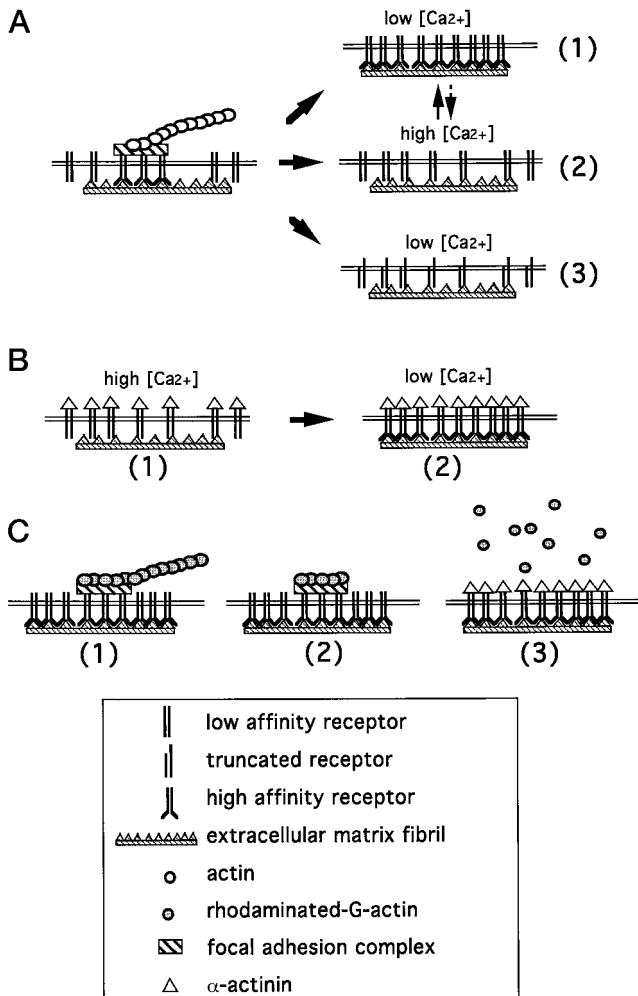 A
low [Ca2+]
(1)
high [Ca2+]
(2)
low [Ca2+]
(3)
B
high [Ca2+]
(1)
low [Ca2+]
(2)
C
(1)
(2)
(3)
low affinity receptor
truncated receptor
high affinity receptor
extracellular matrix fibril
actin
rhodaminated-G-actin
focal adhesion complex
α-actinin